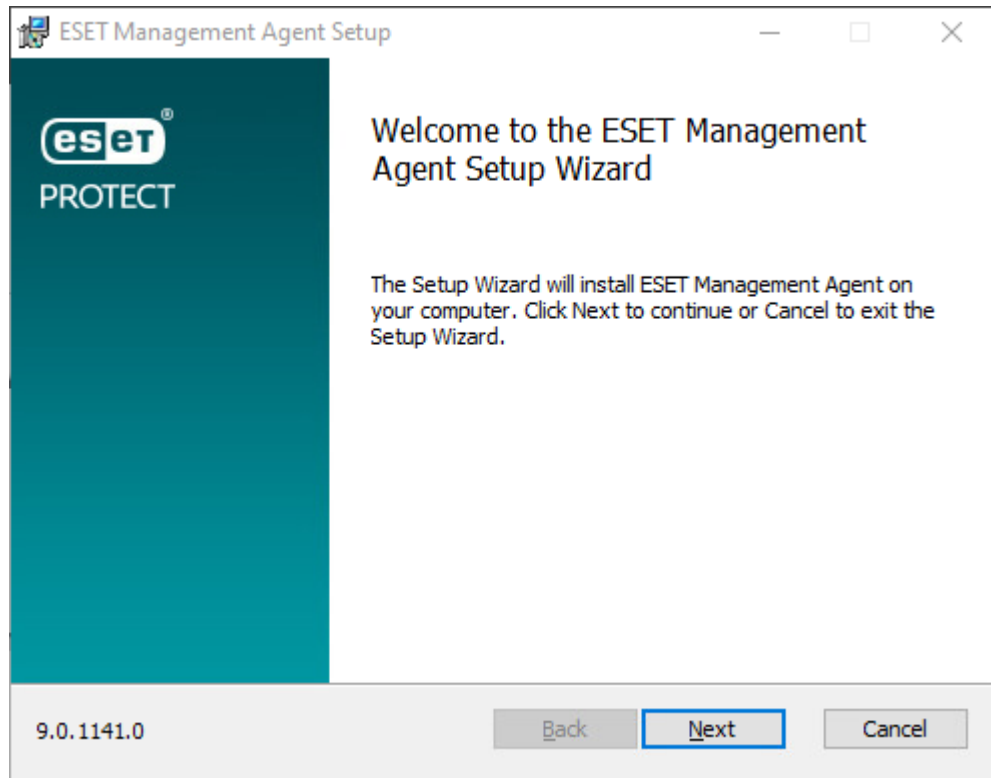 ESET Management Agent Setup
eseт®
PROTECT
Welcome to the ESET Management
Agent Setup Wizard
The Setup Wizard will install ESET Management Agent on
your computer. Click Next to continue or Cancel to exit the
Setup Wizard.
9.0.1141.0
Back
Next
Cancel